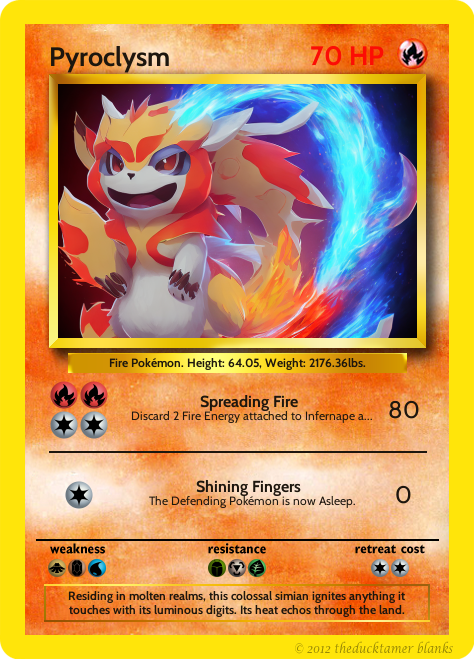 Pyroclysm 70 HP
Fire Pokémon. Height: 64.05, Weight: 2176.36lbs.
Spreading Fire
Discard 2 Fire Energy attached to Infernape a... 80
Shining Fingers
The Defending Pokémon is now Asleep. 0
weakness resistance retreat cost
Residing in molten realms, this colossal simian ignites anything it
touches with its luminous digits. Its heat echos through the land.
© 2012 theducktamer blanks